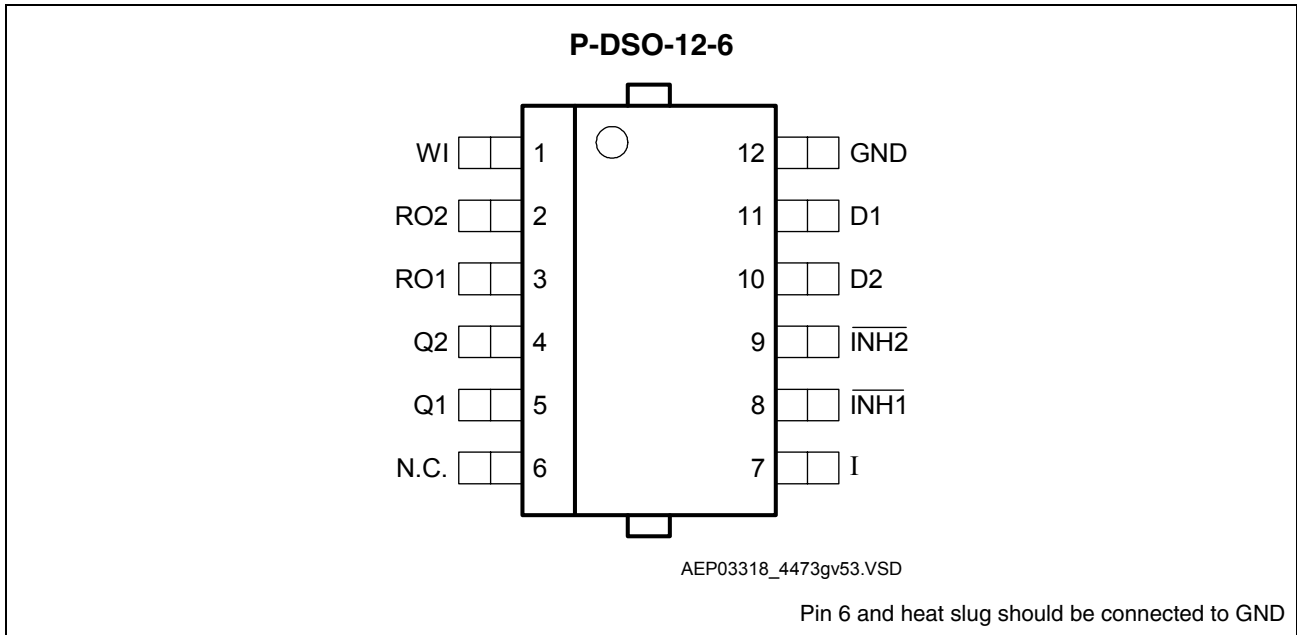 P-DSO-12-6
WI 1 12 GND
RO2 2 11 D1
RO1 3 10 D2
Q2 4 9 INH2
Q1 5 8 INH1
N.C. 6 7 I
AEP03318_4473gv53.VSD
Pin 6 and heat slug should be connected to GND